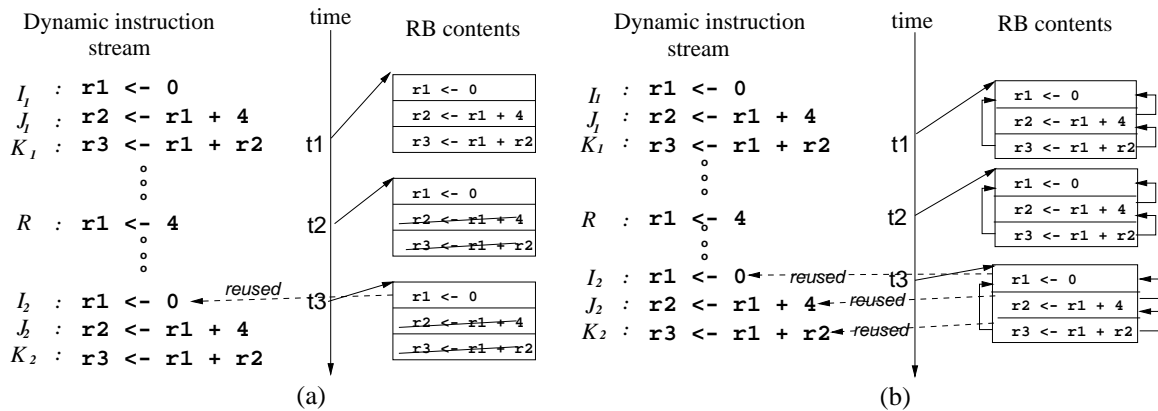 Dynamic instruction
stream
time
RB contents
I1 : r1 <- 0
J1 : r2 <- r1 + 4
K1 : r3 <- r1 + r2
R : r1 <- 4
I2 : r1 <- 0
J2 : r2 <- r1 + 4
K2 : r3 <- r1 + r2
reused
t1
t2
t3
r1 <- 0
r2 <- r1 + 4
r3 <- r1 + r2
r1 <- 0
r2 <- r1 + 4
r3 <- r1 + r2
r1 <- 0
r2 <- r1 + 4
r3 <- r1 + r2
(a)
Dynamic instruction
stream
time
RB contents
I1 : r1 <- 0
J1 : r2 <- r1 + 4
K1 : r3 <- r1 + r2
R : r1 <- 4
I2 : r1 <- 0
J2 : r2 <- r1 + 4
K2 : r3 <- r1 + r2
reused
reused
reused
t1
t2
t3
r1 <- 0
r2 <- r1 + 4
r3 <- r1 + r2
r1 <- 0
r2 <- r1 + 4
r3 <- r1 + r2
r1 <- 0
r2 <- r1 + 4
r3 <- r1 + r2
(b)